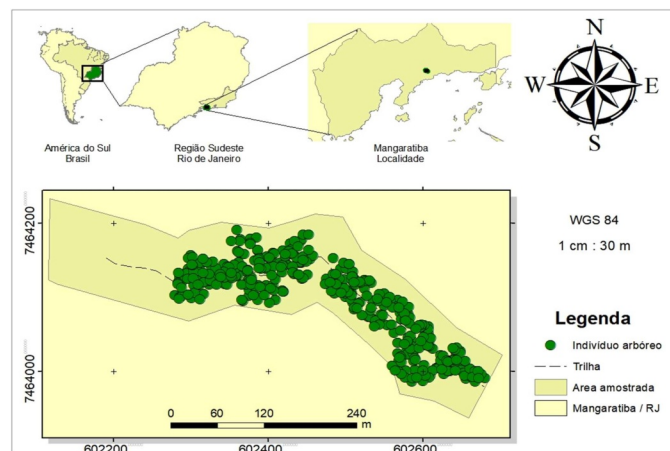 N
W E
S
América do Sul
Brasil
Região Sudeste
Rio de Janeiro
Mangaratiba
Localidade
WGS 84
1 cm : 30 m
7464200
7464000
0 60 120 240
m
602200 602400 602600
Legenda
Indivíduo arbóreo
Trilha
Area amostrada
Mangaratiba / RJ